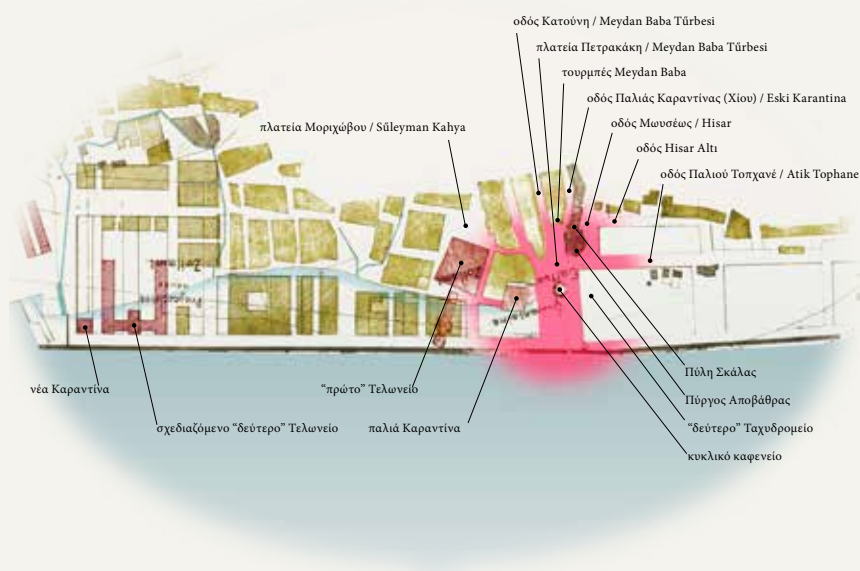 οδός Κατούνη / Meydan Baba Tűrbesi
πλατεία Πετρακάκη / Meydan Baba Tűrbesi
τουρμπές Meydan Baba
οδός Παλιάς Καραντίνας (Χίου) / Eski Karantina
πλατεία Μοριχώβου / Sűleyman Kahya
οδός Μωυσέως / Hisar
οδός Hisar Altı
οδός Παλιού Τοπχανέ / Atik Tophane
Πύλη Σκάλας
νέα Καραντίνα
“πρώτο” Τελωνείο
Πύργος Αποβάθρας
σχεδιαζόμενο “δεύτερο” Τελωνείο
παλιά Καραντίνα
“δεύτερο” Ταχυδρομείο
κυκλικό καφενείο